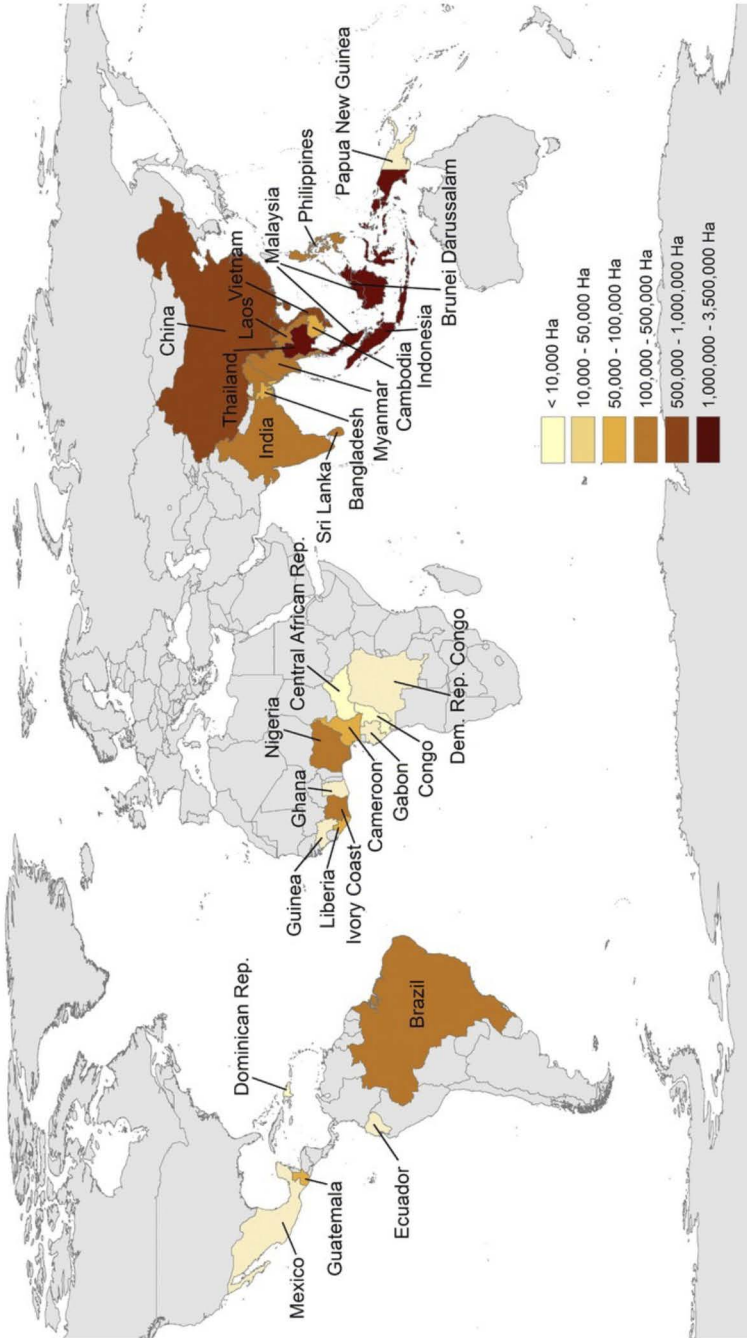 Mexico
Guatemala
Dominican Rep.
Ecuador
Brazil
Guinea
Liberia
Ivory Coast
Ghana
Nigeria
Cameroon
Gabon
Congo
Central African Rep.
Dem. Rep. Congo
Sri Lanka
Bangladesh
India
Myanmar
Thailand
Cambodia
Laos
China
Indonesia
Vietnam
Malaysia
Brunei Darussalam
Philippines
Papua New Guinea
< 10,000 Ha
10,000 - 50,000 Ha
50,000 - 100,000 Ha
100,000 - 500,000 Ha
500,000 - 1,000,000 Ha
1,000,000 - 3,500,000 Ha